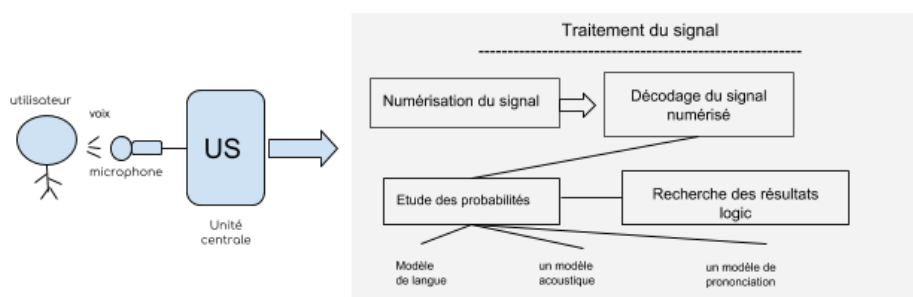 Traitement du signal
utilisateur
voix
microphone
US
Unité
centrale
Numérisation du signal
Décodage du signal
numérisé
Etude des probabilités
Recherche des résultats
logic
Modèle
de langue
un modèle
acoustique
un modèle de
prononciation